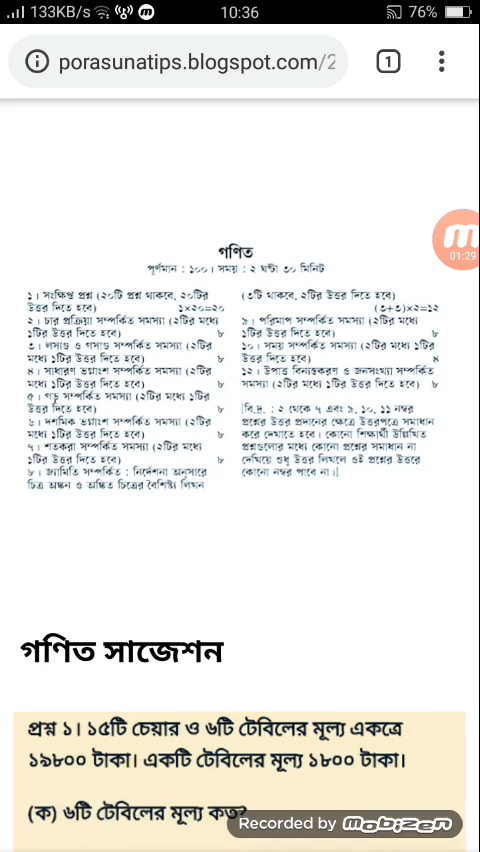 133KB/s
10:36
76%
porasunatips.blogspot.com/2
1
গণিত
পূর্ণমান : ১০০। সময় : ২ ঘন্টা ৩০ মিনিট
১। সংক্ষিপ্ত প্রশ্ন (২০টি প্রশ্ন থাকবে, ২০টির
উত্তর দিতে হবে) ১×২০=২০
২। চার প্রক্রিয়া সম্পর্কিত সমস্যা (২টির মধ্যে
১টির উত্তর দিতে হবে) ৮
৩। লসাগু ও গসাগু সম্পর্কিত সমস্যা (২টির
মধ্যে ১টির উত্তর দিতে হবে) ৮
৪। সাধারণ ভগ্নাংশ সম্পর্কিত সমস্যা (২টির
মধ্যে ১টির উত্তর দিতে হবে) ৮
৫। গড় সম্পর্কিত সমস্যা (২টির মধ্যে ১টির
উত্তর দিতে হবে) ৮
৬। দশমিক ভগ্নাংশ সম্পর্কিত সমস্যা (২টির
মধ্যে ১টির উত্তর দিতে হবে) ৮
৭। শতকরা সম্পর্কিত সমস্যা (২টির মধ্যে
১টির উত্তর দিতে হবে) ৮
৮। জ্যামিতি সম্পর্কিত : নির্দেশনা অনুসারে
চিত্র অঙ্কন ও অঙ্কিত চিত্রের বৈশিষ্ট্য লিখন
(৩টি থাকবে, ২টির উত্তর দিতে হবে)
(৩+৩)×২=১২
৯। পরিমাপ সম্পর্কিত সমস্যা (২টির মধ্যে
১টির উত্তর দিতে হবে) ৮
১০। সময় সম্পর্কিত সমস্যা (২টির মধ্যে ১টির
উত্তর দিতে হবে) ৪
১২। উপাত্ত বিন্যস্তকরণ ও জনসংখ্যা সম্পর্কিত
সমস্যা (২টির মধ্যে ১টির উত্তর দিতে হবে) ৮
[বি.দ্র. : ২ থেকে ৭ এবং ৯, ১০, ১১ নম্বর
প্রশ্নের উত্তর প্রদানের ক্ষেত্রে উত্তরপত্রে সমাধান
করে দেখাতে হবে। কোনো শিক্ষার্থী উল্লিখিত
প্রশ্নগুলোর মধ্যে কোনো প্রশ্নের সমাধান না
দেখিয়ে শুধু উত্তর লিখলে ওই প্রশ্নের উত্তরে
কোনো নম্বর পাবে না।]
01:29
গণিত সাজেশন
প্রশ্ন ১। ১৫টি চেয়ার ও ৬টি টেবিলের মূল্য একত্রে
১৯৮০০ টাকা। একটি টেবিলের মূল্য ১৮০০ টাকা।
(ক) ৬টি টেবিলের মূল্য কত?
Recorded by mobizen